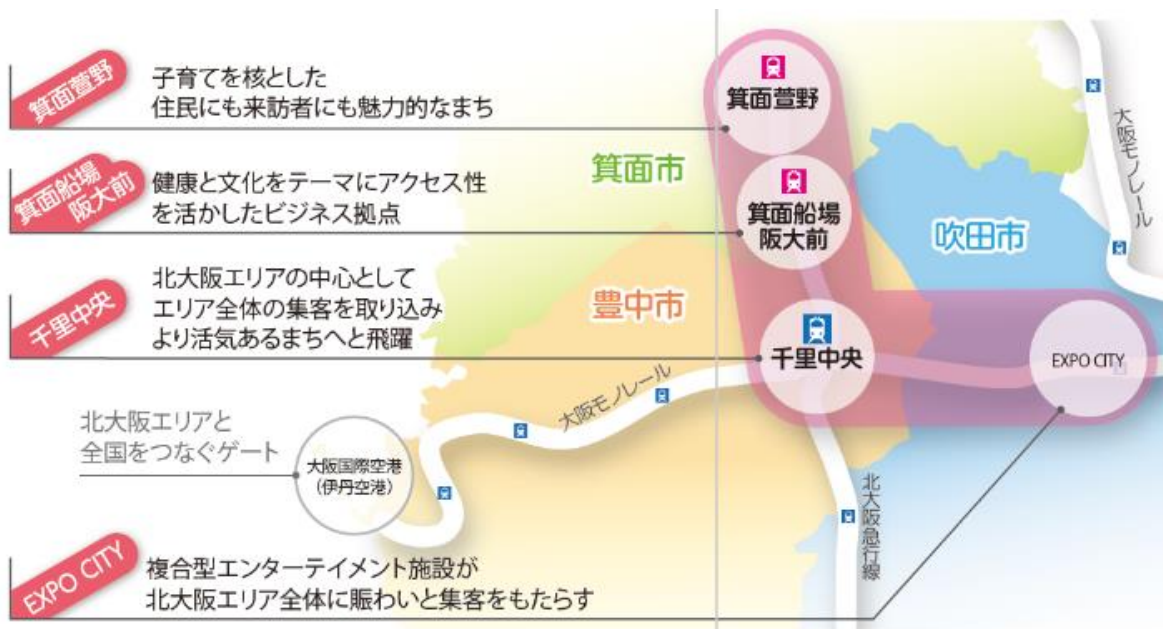 箕面萱野
子育てを核とした
住民にも来訪者にも魅力的なまち
箕面船場
阪大前
健康と文化をテーマにアクセス性
を活かしたビジネス拠点
千里中央
北大阪エリアの中心として
エリア全体の集客を取り込み
より活気あるまちへと飛躍
北大阪エリアと
全国をつなぐゲート
大阪国際空港
（伊丹空港）
EXPO CITY
複合型エンターテイメント施設が
北大阪エリア全体に賑わいと集客をもたらす
箕面市
豊中市
吹田市
箕面萱野
箕面船場
阪大前
千里中央
EXPO CITY
大阪モノレール
大阪モノレール
北大阪急行線